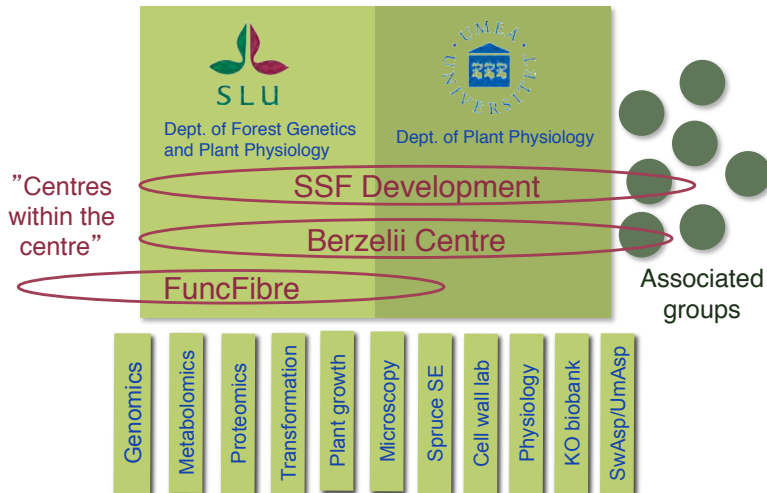 SLU
UMEÅ UNIVERSITET
Dept. of Forest Genetics
and Plant Physiology
Dept. of Plant Physiology
"Centres
within the
centre"
SSF Development
Berzelii Centre
FuncFibre
Associated
groups
Genomics
Metabolomics
Proteomics
Transformation
Plant growth
Microscopy
Spruce SE
Cell wall lab
Physiology
KO biobank
SwAsp/UmAsp